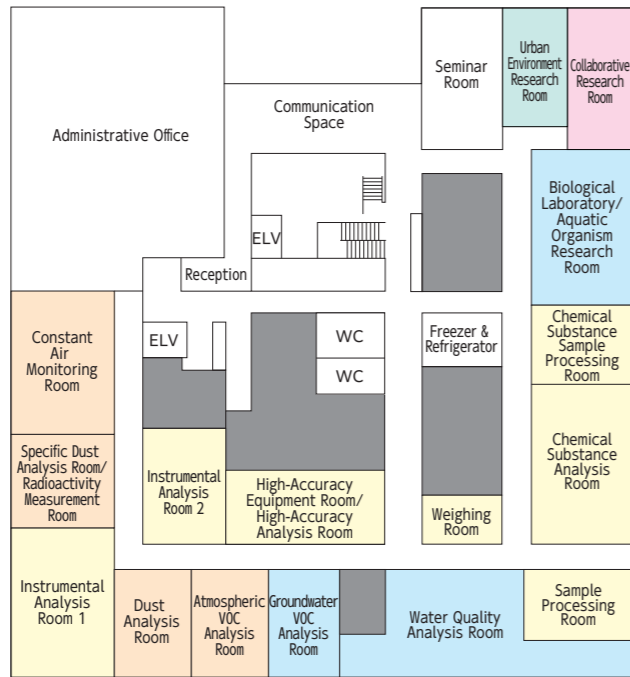 Seminar
Room
Urban
Environment
Research
Room
Collaborative
Research
Room
Administrative Office
Communication
Space
Biological
Laboratory/
Aquatic
Organism
Research
Room
ELV
Reception
Constant
Air
Monitoring
Room
ELV
WC
WC
Freezer &
Refrigerator
Chemical
Substance
Sample
Processing
Room
Chemical
Substance
Analysis
Room
Specific Dust
Analysis Room/
Radioactivity
Measurement
Room
Instrumental
Analysis
Room 2
High-Accuracy
Equipment Room/
High-Accuracy
Analysis Room
Weighing
Room
Instrumental
Analysis
Room 1
Dust
Analysis
Room
Atmospheric
VOC
Analysis
Room
Groundwater
VOC
Analysis
Room
Water Quality
Analysis Room
Sample
Processing
Room